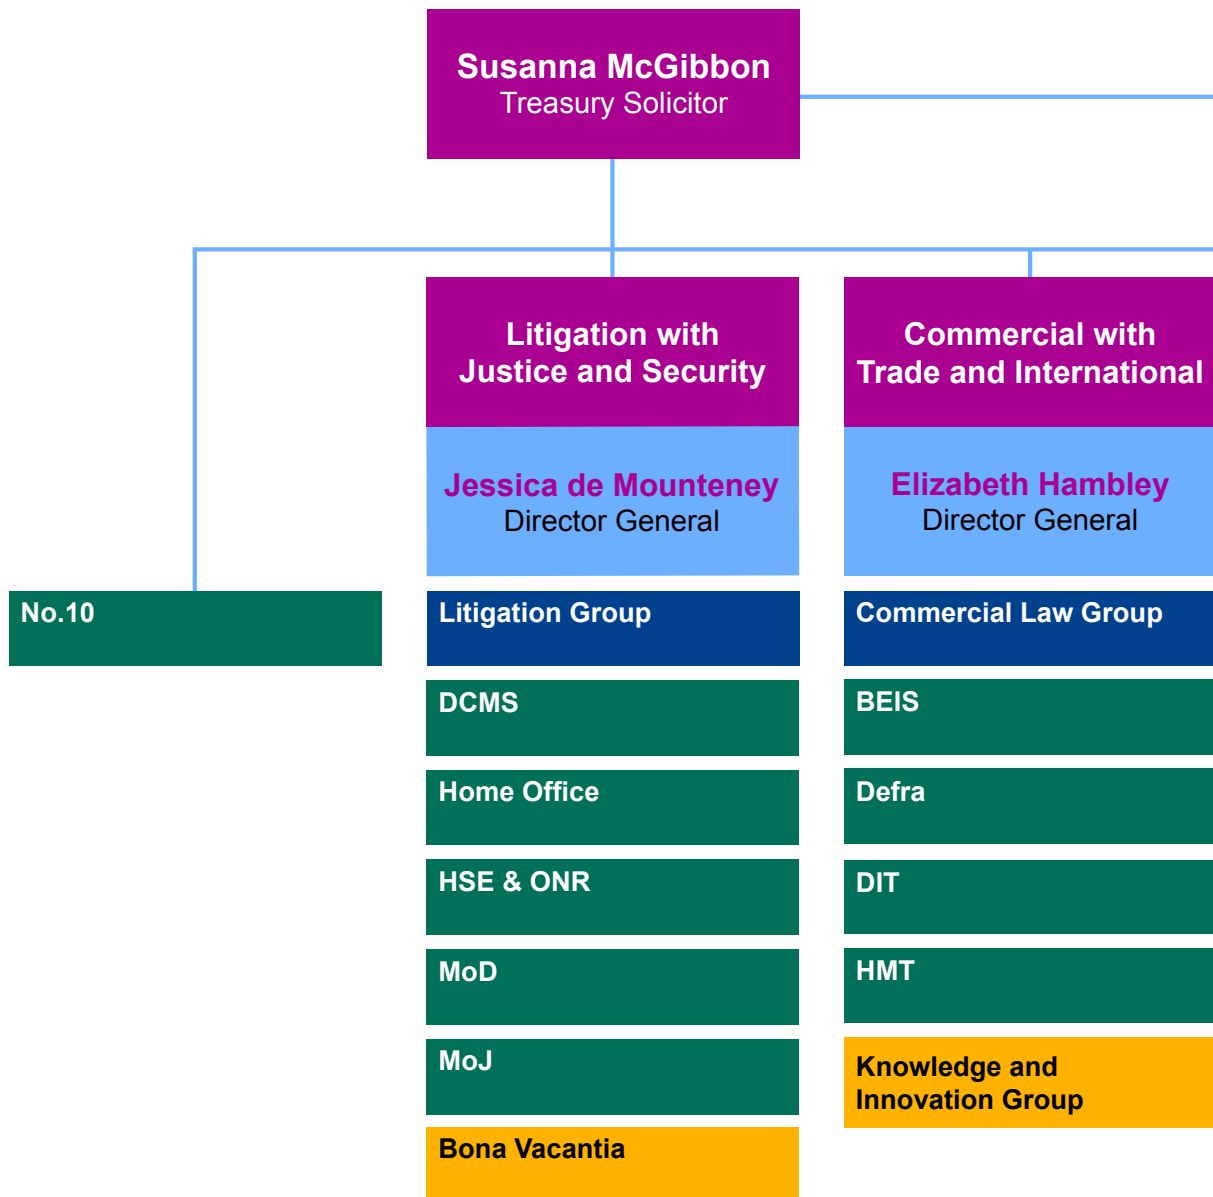 Susanna McGibbon
Treasury Solicitor
Litigation with
Justice and Security
Jessica de Mounteney
Director General
Commercial with
Trade and International
Elizabeth Hambley
Director General
No.10
Litigation Group
DCMS
Home Office
HSE & ONR
MoD
MoJ
Bona Vacantia
Commercial Law Group
BEIS
Defra
DIT
HMT
Knowledge and
Innovation Group